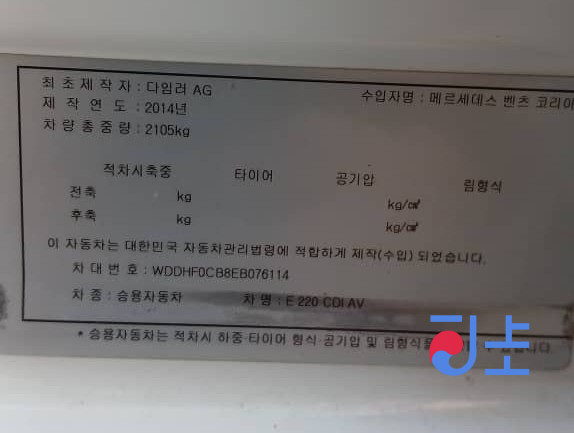 최 초 제 작 자 : 다임러 AG 수입자명 : 메르세데스 벤츠 코리아
제 작 연 도 : 2014년
차 량 총 중 량 : 2105kg
적차시축중 타이어 공기압 림형식
전축 kg kg/㎠
후축 kg kg/㎠
이 자동차는 대한민국 자동차관리법령에 적합하게 제작(수입) 되었습니다.
차 대 번 호 : WDDHF0CB8EB076114
차 종 : 승용자동차 차 명 : E 220 CDI AV
* 승용자동차는 적차시 하중·타이어 형식·공기압 및 림형식을